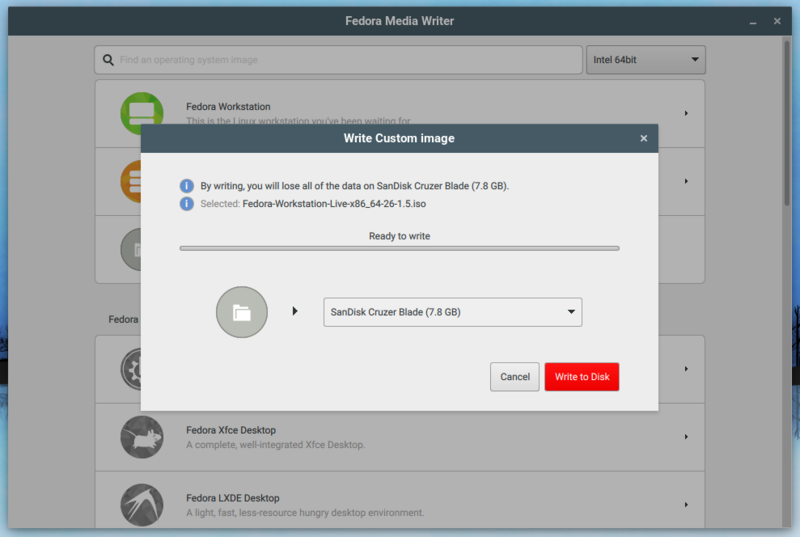 Fedora Media Writer
Find an operating system image
Intel 64bit
Fedora Workstation
This is the Linux workstation you've been waiting for.
Write Custom image
By writing, you will lose all of the data on SanDisk Cruzer Blade (7.8 GB).
Selected: Fedora-Workstation-Live-x86_64-26-1.5.iso
Ready to write
SanDisk Cruzer Blade (7.8 GB)
Cancel
Write to Disk
Fedora
Fedora Xfce Desktop
A complete, well-integrated Xfce Desktop.
Fedora LXDE Desktop
A light, fast, less-resource hungry desktop environment.